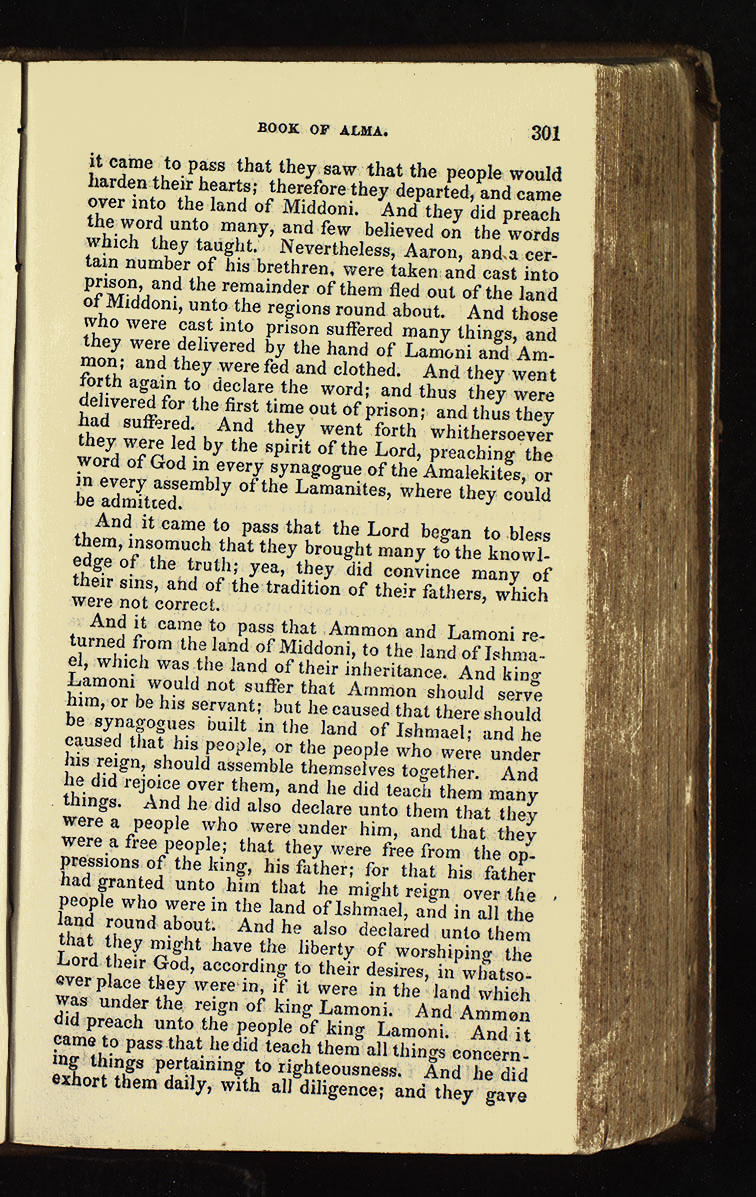 BOOK OF ALMA. 301
it came to pass that they saw that the people would
harden their hearts; therefore they departed, and came
over into the land of Middoni. And they did preach
the word unto many, and few believed on the words
which they taught. Nevertheless, Aaron, and a cer-
tain number of his brethren, were taken and cast into
prison, and the remainder of them fled out of the land
of Middoni, unto the regions round about. And those
who were cast into prison suffered many things, and
they were delivered by the hand of Lamoni and Am-
mon; and they were fed and clothed. And they went
forth again to declare the word; and thus they were
delivered for the first time out of prison; and thus they
had suffered. And they went forth whithersoever
they were led by the spirit of the Lord, preaching the
word of God in every synagogue of the Amalekites, or
in every assembly of the Lamanites, where they could
be admitted.
And it came to pass that the Lord began to bless
them, insomuch that they brought many to the knowl-
edge of the truth; yea, they did convince many of
their sins, and of the tradition of their fathers, which
were not correct.
And it came to pass that Ammon and Lamoni re-
turned from the land of Middoni, to the land of Ishma-
el, which was the land of their inheritance. And king
Lamoni would not suffer that Ammon should serve
him, or be his servant; but he caused that there should
be synagogues built in the land of Ishmael; and he
caused that his people, or the people who were under
his reign, should assemble themselves together. And
he did rejoice over them, and he did teach them many
things. And he did also declare unto them that they
were a people who were under him, and that they
were a free people; that they were free from the op-
pressions of the king, his father; for that his father
had granted unto him that he might reign over the
people who were in the land of Ishmael, and in all the
land round about. And he also declared unto them
that they might have the liberty of worshiping the
Lord their God, according to their desires, in whatso-
ever place they were in, if it were in the land which
was under the reign of king Lamoni. And Ammon
did preach unto the people of king Lamoni. And it
came to pass that he did teach them all things concern-
ing things pertaining to righteousness. And he did
exhort them daily, with all diligence; and they gave